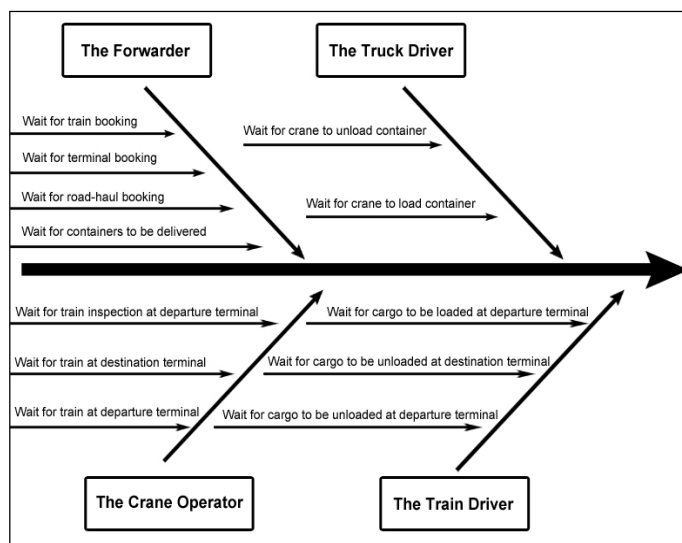 The Forwarder
The Truck Driver
Wait for train booking
Wait for terminal booking
Wait for road-haul booking
Wait for containers to be delivered
Wait for crane to unload container
Wait for crane to load container
Wait for train inspection at departure terminal
Wait for train at destination terminal
Wait for train at departure terminal
Wait for cargo to be loaded at departure terminal
Wait for cargo to be unloaded at destination terminal
Wait for cargo to be unloaded at departure terminal
The Crane Operator
The Train Driver